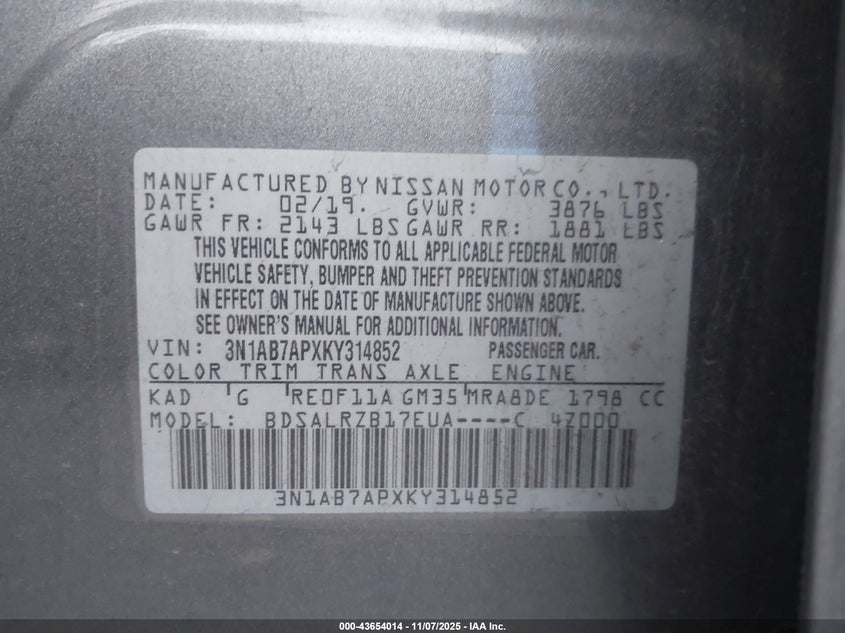 MANUFACTURED BY NISSAN MOTOR CO., LTD.
DATE: 02/19. GVWR: 3876 LBS
GAWR FR: 2143 LBS GAWR RR: 1881 LBS
THIS VEHICLE CONFORMS TO ALL APPLICABLE FEDERAL MOTOR
VEHICLE SAFETY, BUMPER AND THEFT PREVENTION STANDARDS
IN EFFECT ON THE DATE OF MANUFACTURE SHOWN ABOVE.
SEE OWNER'S MANUAL FOR ADDITIONAL INFORMATION.
VIN: 3N1AB7APXKY314852 PASSENGER CAR.
COLOR TRIM TRANS AXLE ENGINE
KAD G RE0F11A GM35 MRA8DE 1798 CC
MODEL: BDSALRZB17EUA----C 4Z000
3N1AB7APXKY314852
000-43654014 - 11/07/2025 - IAA Inc.